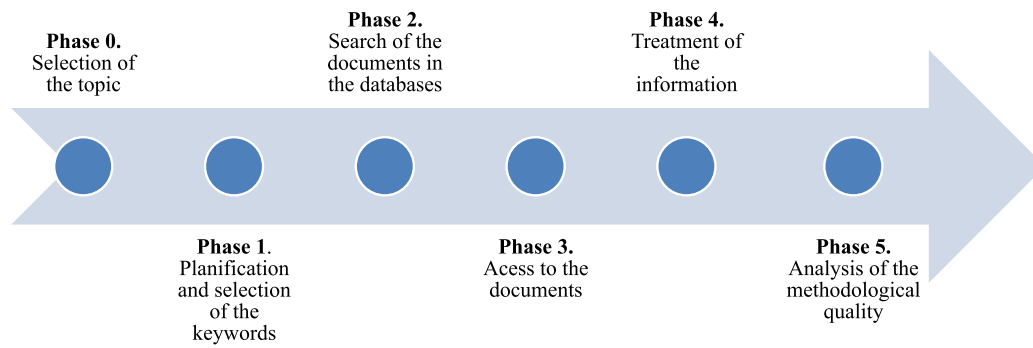 Phase 0.
Selection of
the topic
Phase 1.
Planification
and selection
of the
keywords
Phase 2.
Search of the
documents in
the databases
Phase 3.
Acess to the
documents
Phase 4.
Treatment of
the
information
Phase 5.
Analysis of the
methodological
quality